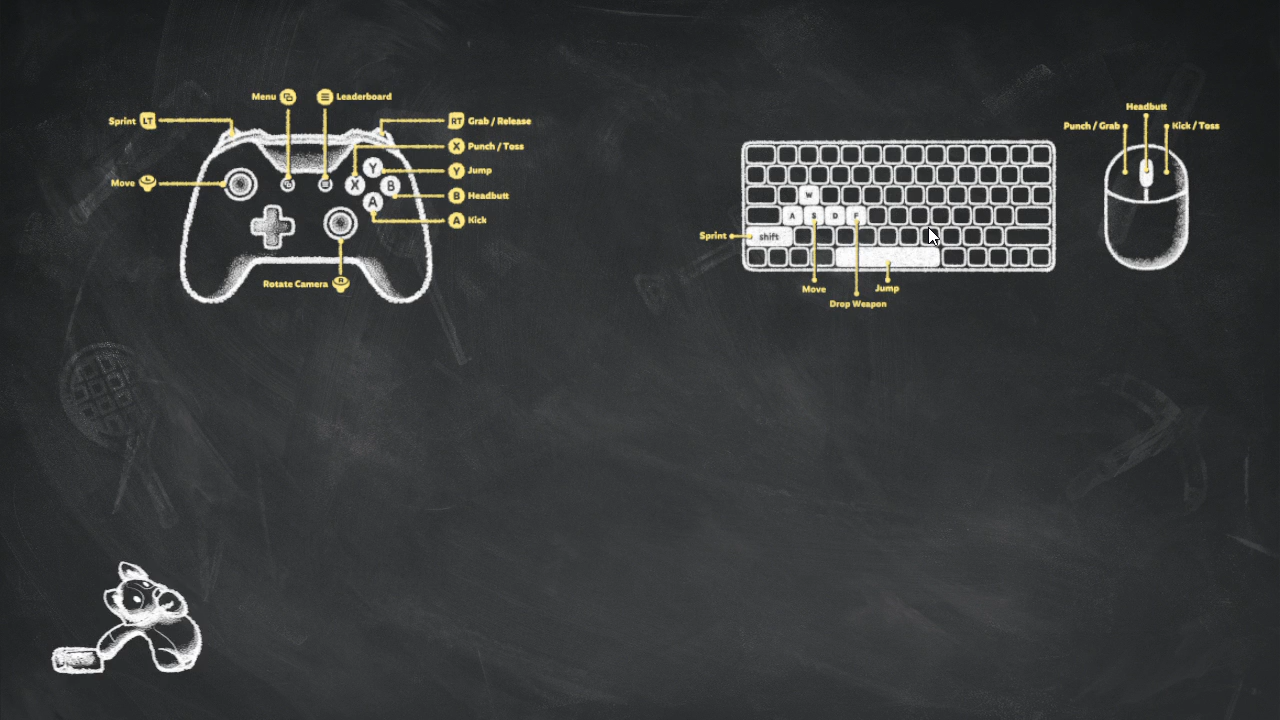 Menu
Leaderboard
Sprint LT
RT Grab / Release
X Punch / Toss
Y Jump
B Headbutt
A Kick
Move L
Y
X B
A
Rotate Camera R
Headbutt
Punch / Grab
Kick / Toss
W
A S D F
Sprint shift
Move
Jump
Drop Weapon